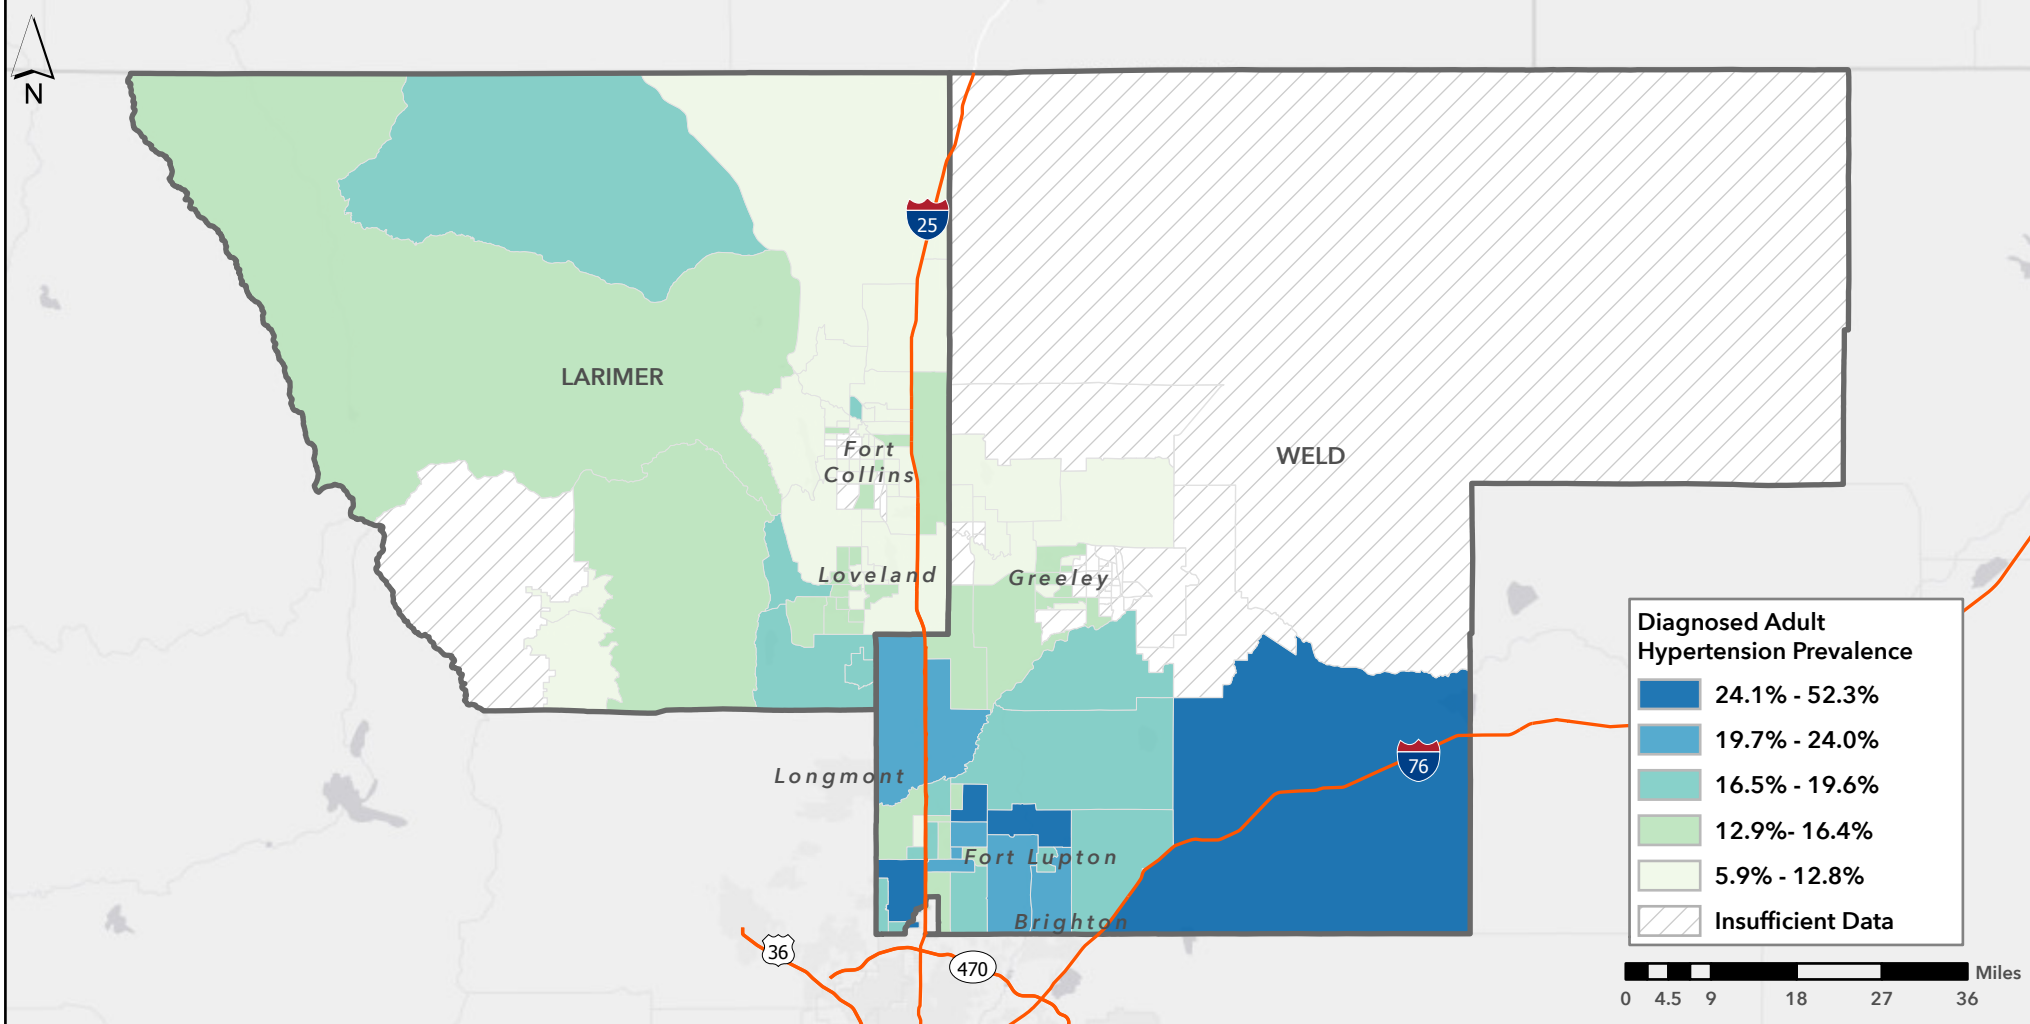 N
25
LARIMER
WELD
Fort
Collins
Loveland
Greeley
Longmont
Fort Lupton
Brighton
76
36
470
Diagnosed Adult
Hypertension Prevalence
24.1% - 52.3%
19.7% - 24.0%
16.5% - 19.6%
12.9%- 16.4%
5.9% - 12.8%
Insufficient Data
Miles
0 4.5 9 18 27 36